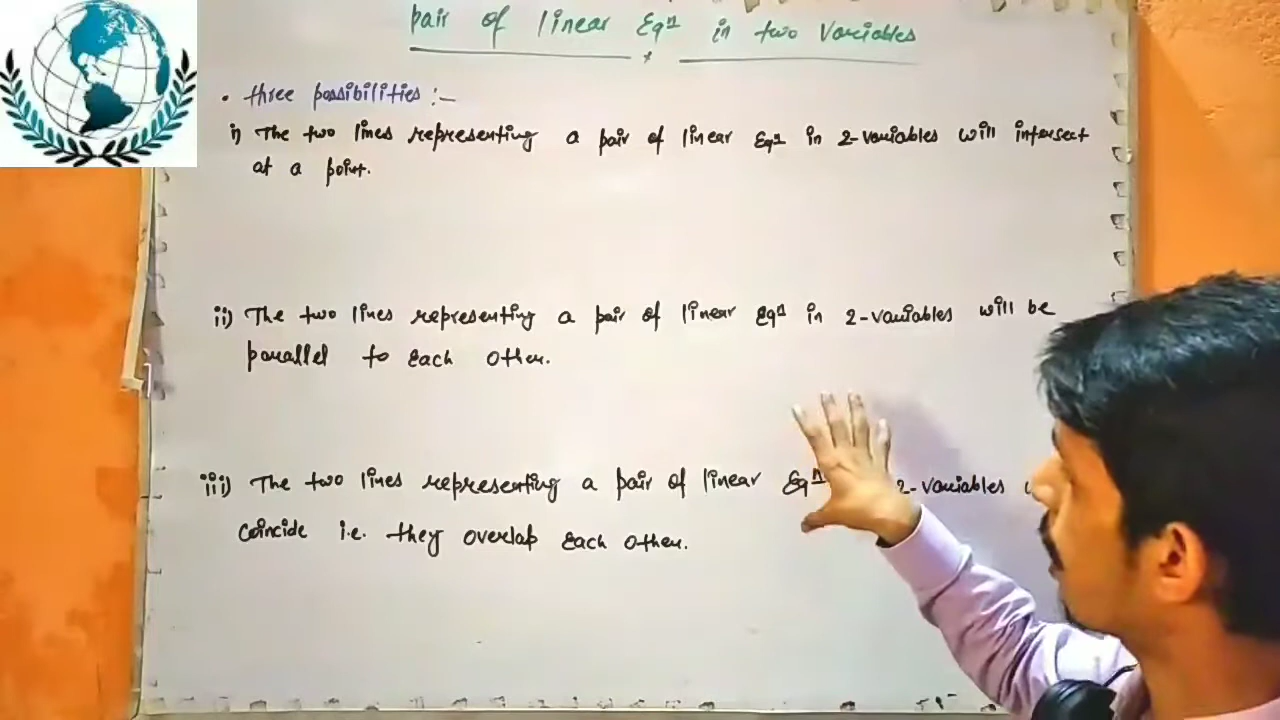 pair of linear Eqⁿ in two Variables
• three possibilities :-
i) The two lines representing a pair of linear Eqⁿ in 2-variables will intersect
at a point.
ii) The two lines representing a pair of linear Eqⁿ in 2-variables will be
parallel to Each other.
iii) The two lines representing a pair of linear Eqⁿ 2-variables
Coincide i.e. they overlap Each other.